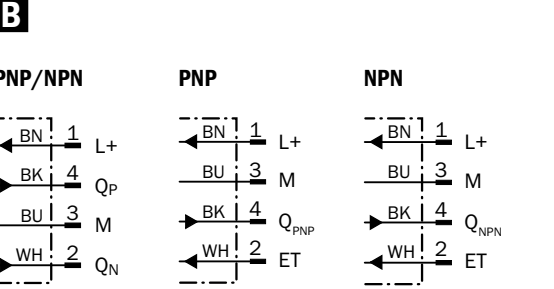 B
PNP/NPN PNP NPN
BN 1 L+ BN 1 L+ BN 1 L+
BK 4 QP BU 3 M BU 3 M
BU 3 M BK 4 QPNP BK 4 QNPN
WH 2 QN WH 2 ET WH 2 ET